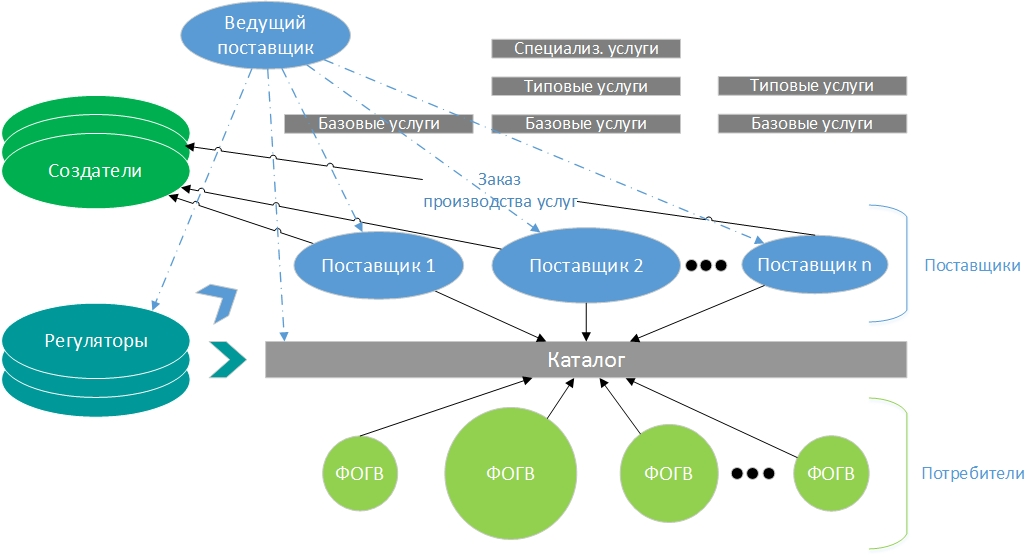 Ведущий
поставщик
Специализ. услуги
Типовые услуги
Типовые услуги
Базовые услуги
Базовые услуги
Базовые услуги
Создатели
Заказ
производства услуг
Поставщик 1
Поставщик 2
Поставщик n
Поставщики
Регуляторы
Каталог
ФОГВ
ФОГВ
ФОГВ
ФОГВ
Потребители